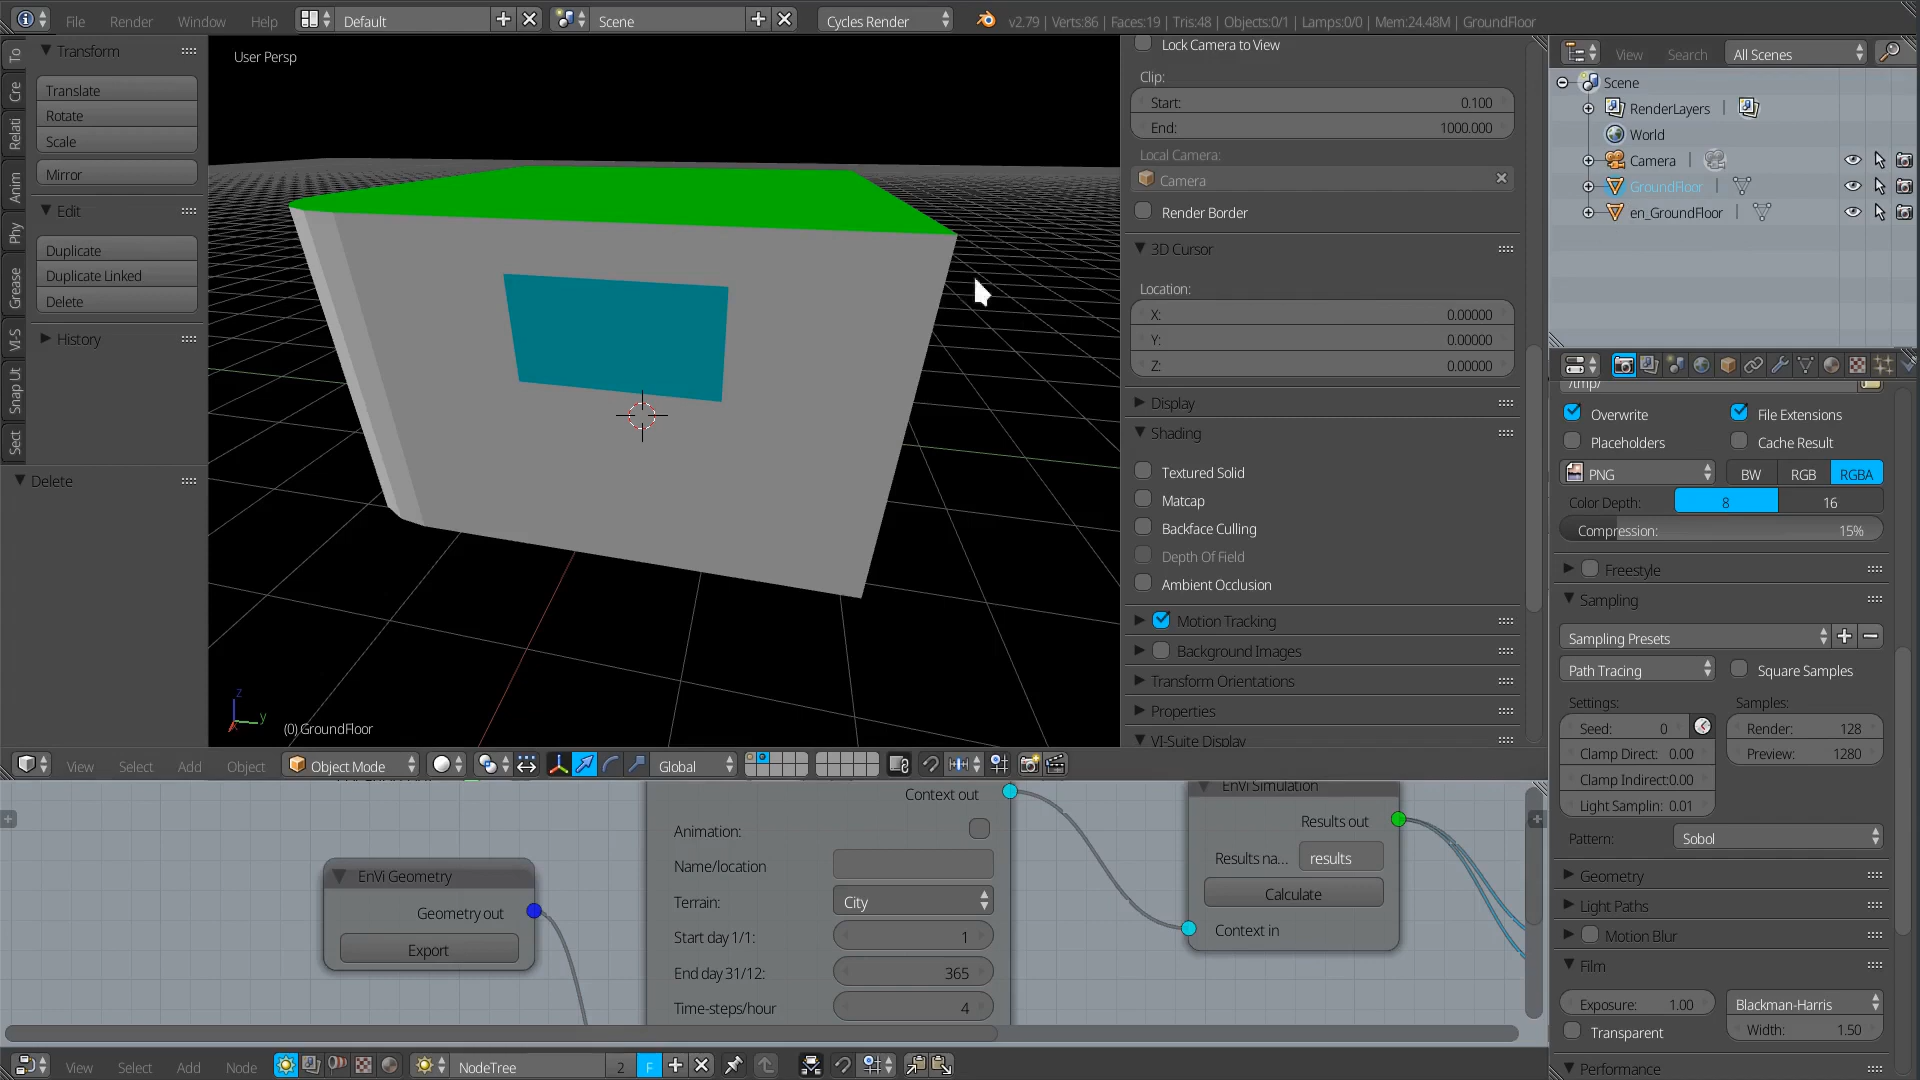 File Render Window Help Default Scene Cycles Render v2.79 | Verts:86 | Faces:19 | Tris:48 | Objects:0/1 | Lamps:0/0 | Mem:24.48M | GroundFloor
To
Cre
Relati
Anim
Phy
Grease
VI-S
Snap Ut
Sect
Transform
Translate
Rotate
Scale
Mirror
Edit
Duplicate
Duplicate Linked
Delete
History
Delete
User Persp
z
y
x
(0) GroundFloor
Lock Camera to View
Clip:
Start: 0.100
End: 1000.000
Local Camera:
Camera
Render Border
3D Cursor
Location:
X: 0.00000
Y: 0.00000
Z: 0.00000
Display
Shading
Textured Solid
Matcap
Backface Culling
Depth Of Field
Ambient Occlusion
Motion Tracking
Background Images
Transform Orientations
Properties
VI-Suite Display
View Select Add Object Object Mode Global
View Search All Scenes
Scene
RenderLayers |
World
Camera |
GroundFloor |
en_GroundFloor |
/tmp/
Overwrite File Extensions
Placeholders Cache Result
PNG BW RGB RGBA
Color Depth: 8 16
Compression: 15%
Freestyle
Sampling
Sampling Presets
Path Tracing Square Samples
Settings: Samples:
Seed: 0 Render: 128
Clamp Direct: 0.00 Preview: 1280
Clamp Indirect:0.00
Light Samplin: 0.01
Pattern: Sobol
Geometry
Light Paths
Motion Blur
Film
Exposure: 1.00 Blackman-Harris
Transparent Width: 1.50
Performance
EnVi Geometry
Geometry out
Export
Context out
Animation:
Name/location
Terrain: City
Start day 1/1: 1
End day 31/12: 365
Time-steps/hour 4
EnVi Simulation
Results out
Results na... results
Calculate
Context in
View Select Add Node NodeTree 2 F